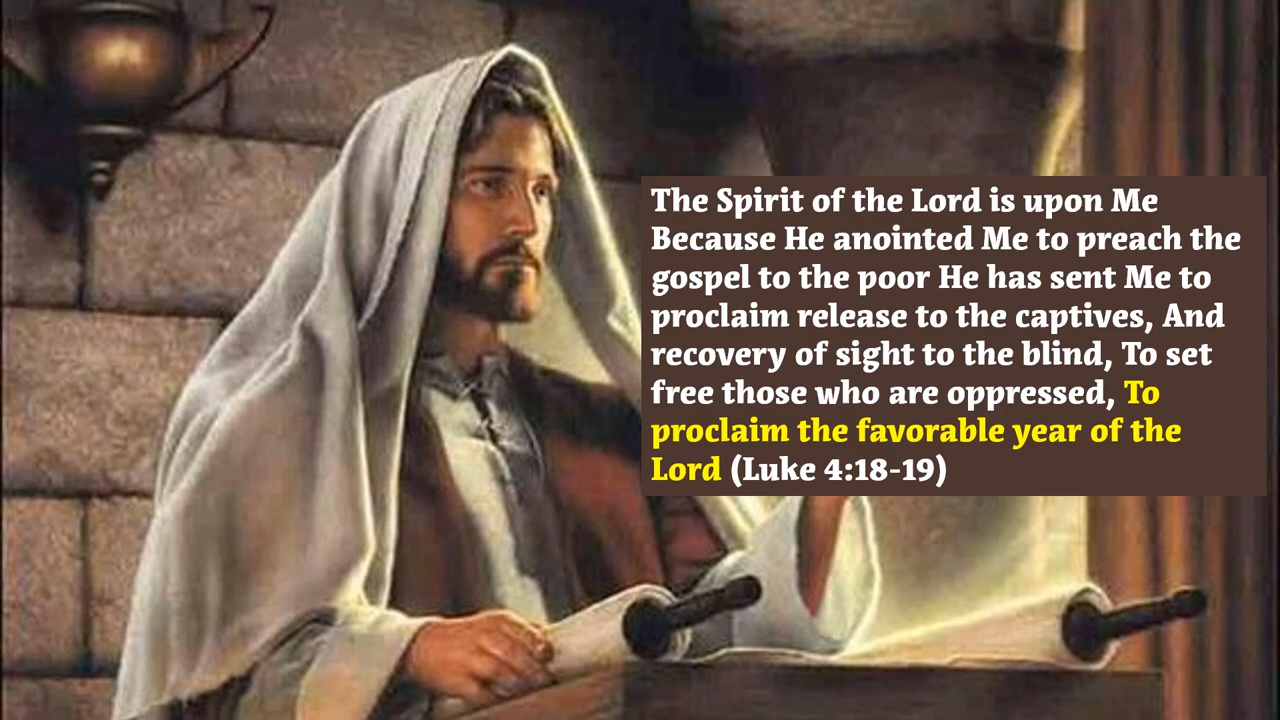 The Spirit of the Lord is upon Me
Because He anointed Me to preach the
gospel to the poor He has sent Me to
proclaim release to the captives, And
recovery of sight to the blind, To set
free those who are oppressed, To
proclaim the favorable year of the
Lord (Luke 4:18-19)